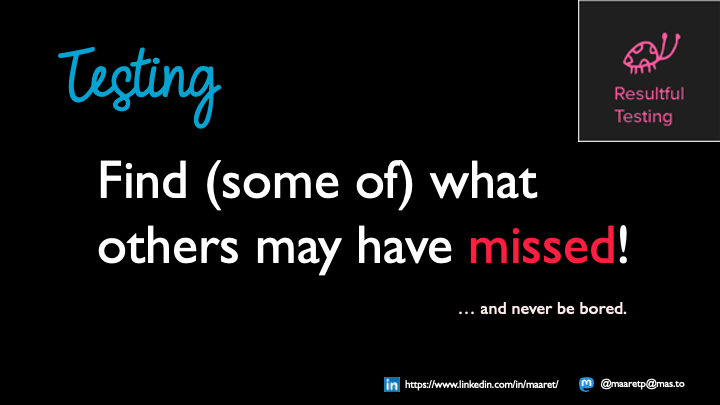 Testing
Resultful
Testing
Find (some of) what
others may have missed!
… and never be bored.
https://www.linkedin.com/in/maaret/
@maaretp@mas.to